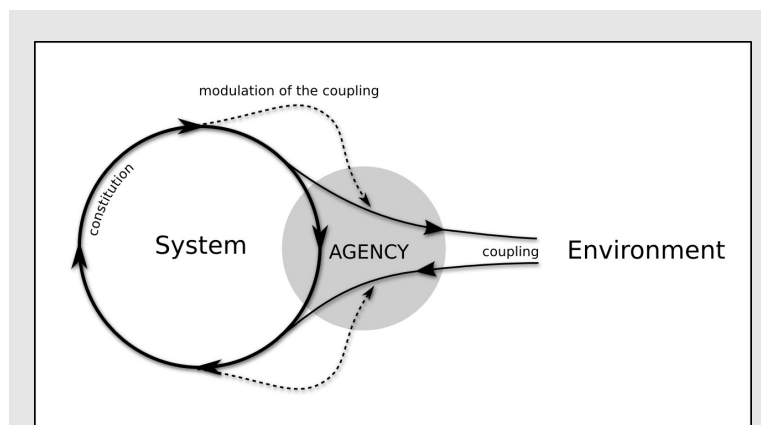 modulation of the coupling
constitution
System
AGENCY
coupling
Environment